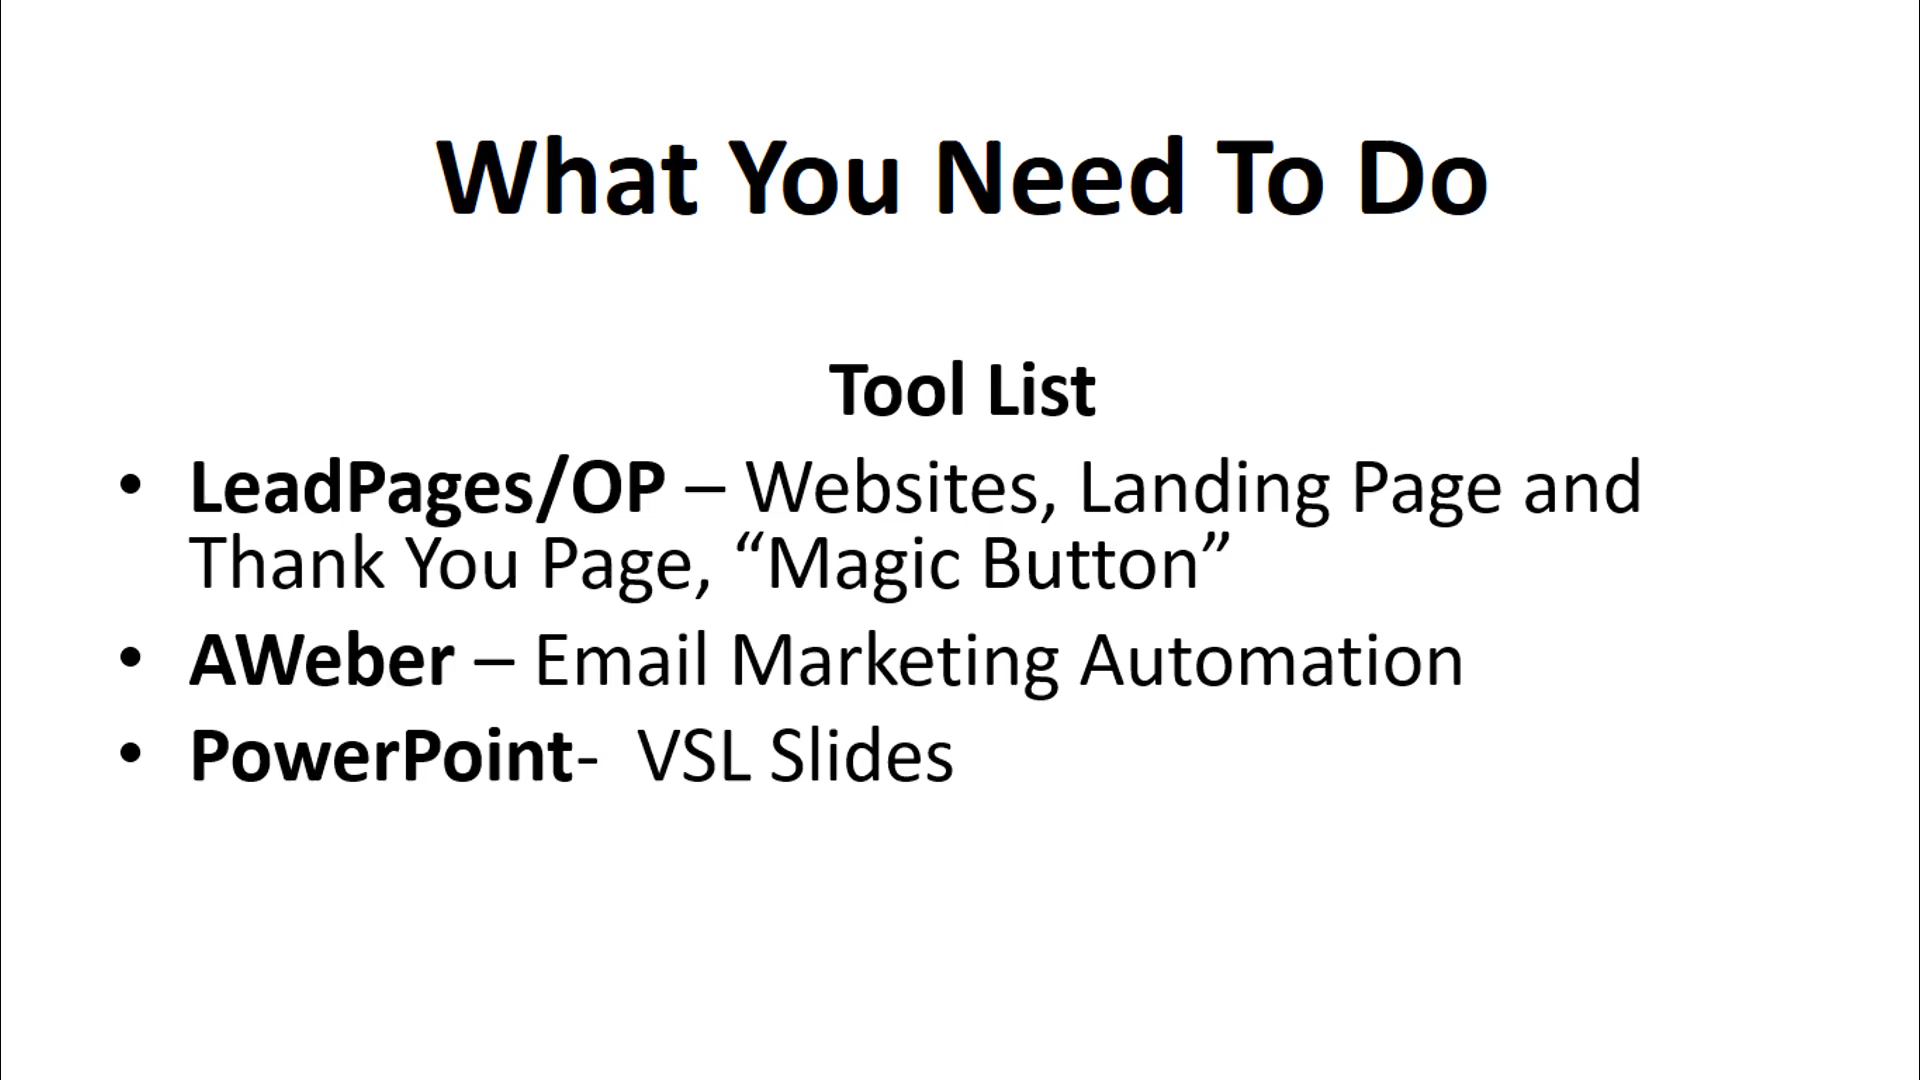 What You Need To Do
Tool List
• LeadPages/OP – Websites, Landing Page and
Thank You Page, “Magic Button”
• AWeber – Email Marketing Automation
• PowerPoint-  VSL Slides